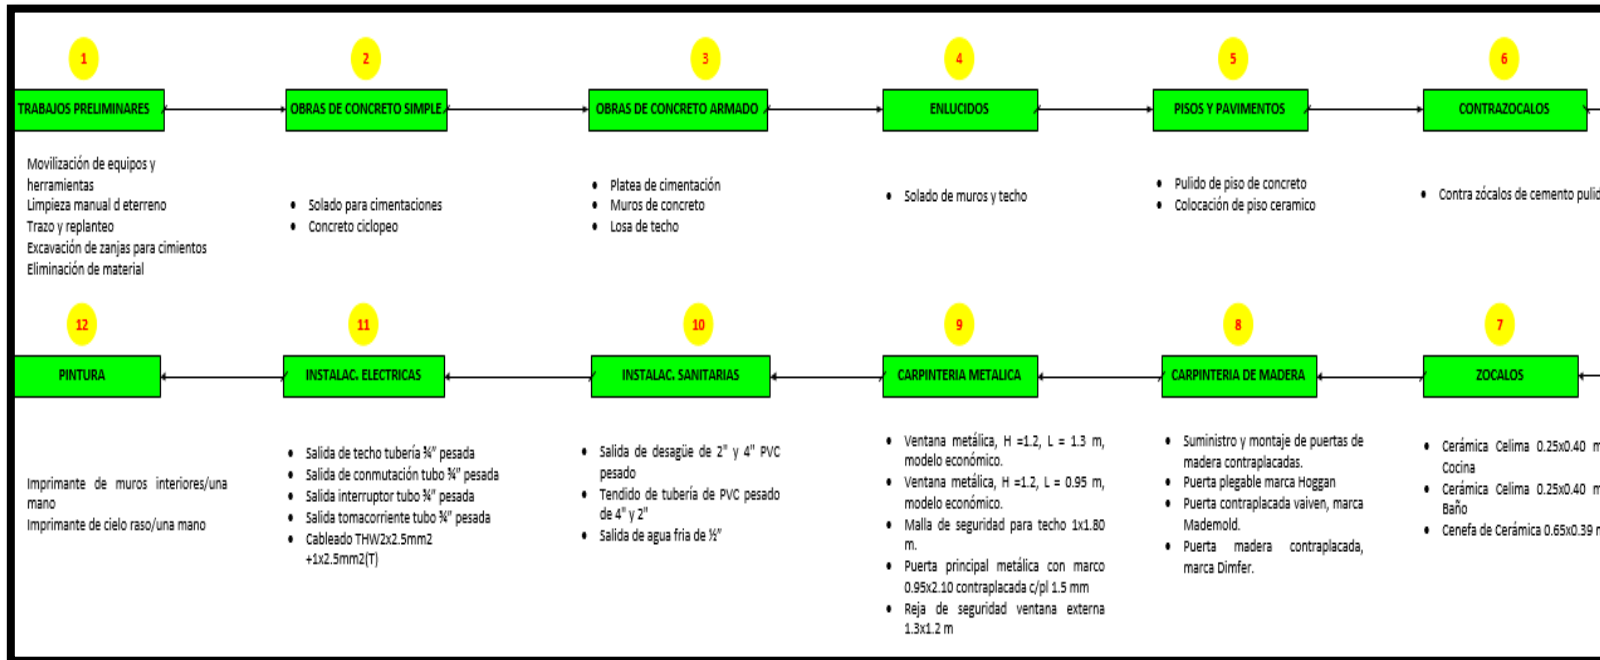 1
TRABAJOS PRELIMINARES
Movilización de equipos y
herramientas
Limpieza manual d eterreno
Trazo y replanteo
Excavación de zanjas para cimientos
Eliminación de material
2
OBRAS DE CONCRETO SIMPLE
• Solado para cimentaciones
• Concreto ciclopeo
3
OBRAS DE CONCRETO ARMADO
• Platea de cimentación
• Muros de concreto
• Losa de techo
4
ENLUCIDOS
• Solado de muros y techo
5
PISOS Y PAVIMENTOS
• Pulido de piso de concreto
• Colocación de piso ceramico
6
CONTRAZOCALOS
• Contra zócalos de cemento pulid
12
PINTURA
Imprimante de muros interiores/una
mano
Imprimante de cielo raso/una mano
11
INSTALAC. ELECTRICAS
• Salida de techo tubería ¾" pesada
• Salida de conmutación tubo ¾" pesada
• Salida interruptor tubo ¾" pesada
• Salida tomacorriente tubo ¾" pesada
• Cableado THW2x2.5mm2
+1x2.5mm2(T)
10
INSTALAC. SANITARIAS
• Salida de desagüe de 2" y 4" PVC
pesado
• Tendido de tubería de PVC pesado
de 4" y 2"
• Salida de agua fria de ½"
9
CARPINTERIA METALICA
• Ventana metálica, H =1.2, L = 1.3 m,
modelo económico.
• Ventana metálica, H =1.2, L = 0.95 m,
modelo económico.
• Malla de seguridad para techo 1x1.80
m.
• Puerta principal metálica con marco
0.95x2.10 contraplacada c/pl 1.5 mm
• Reja de seguridad ventana externa
1.3x1.2 m
8
CARPINTERIA DE MADERA
• Suministro y montaje de puertas de
madera contraplacadas.
• Puerta plegable marca Hoggan
• Puerta contraplacada vaiven, marca
Mademold.
• Puerta madera contraplacada,
marca Dimfer.
7
ZOCALOS
• Cerámica Celima 0.25x0.40 m
Cocina
• Cerámica Celima 0.25x0.40 m
Baño
• Cenefa de Cerámica 0.65x0.39 m